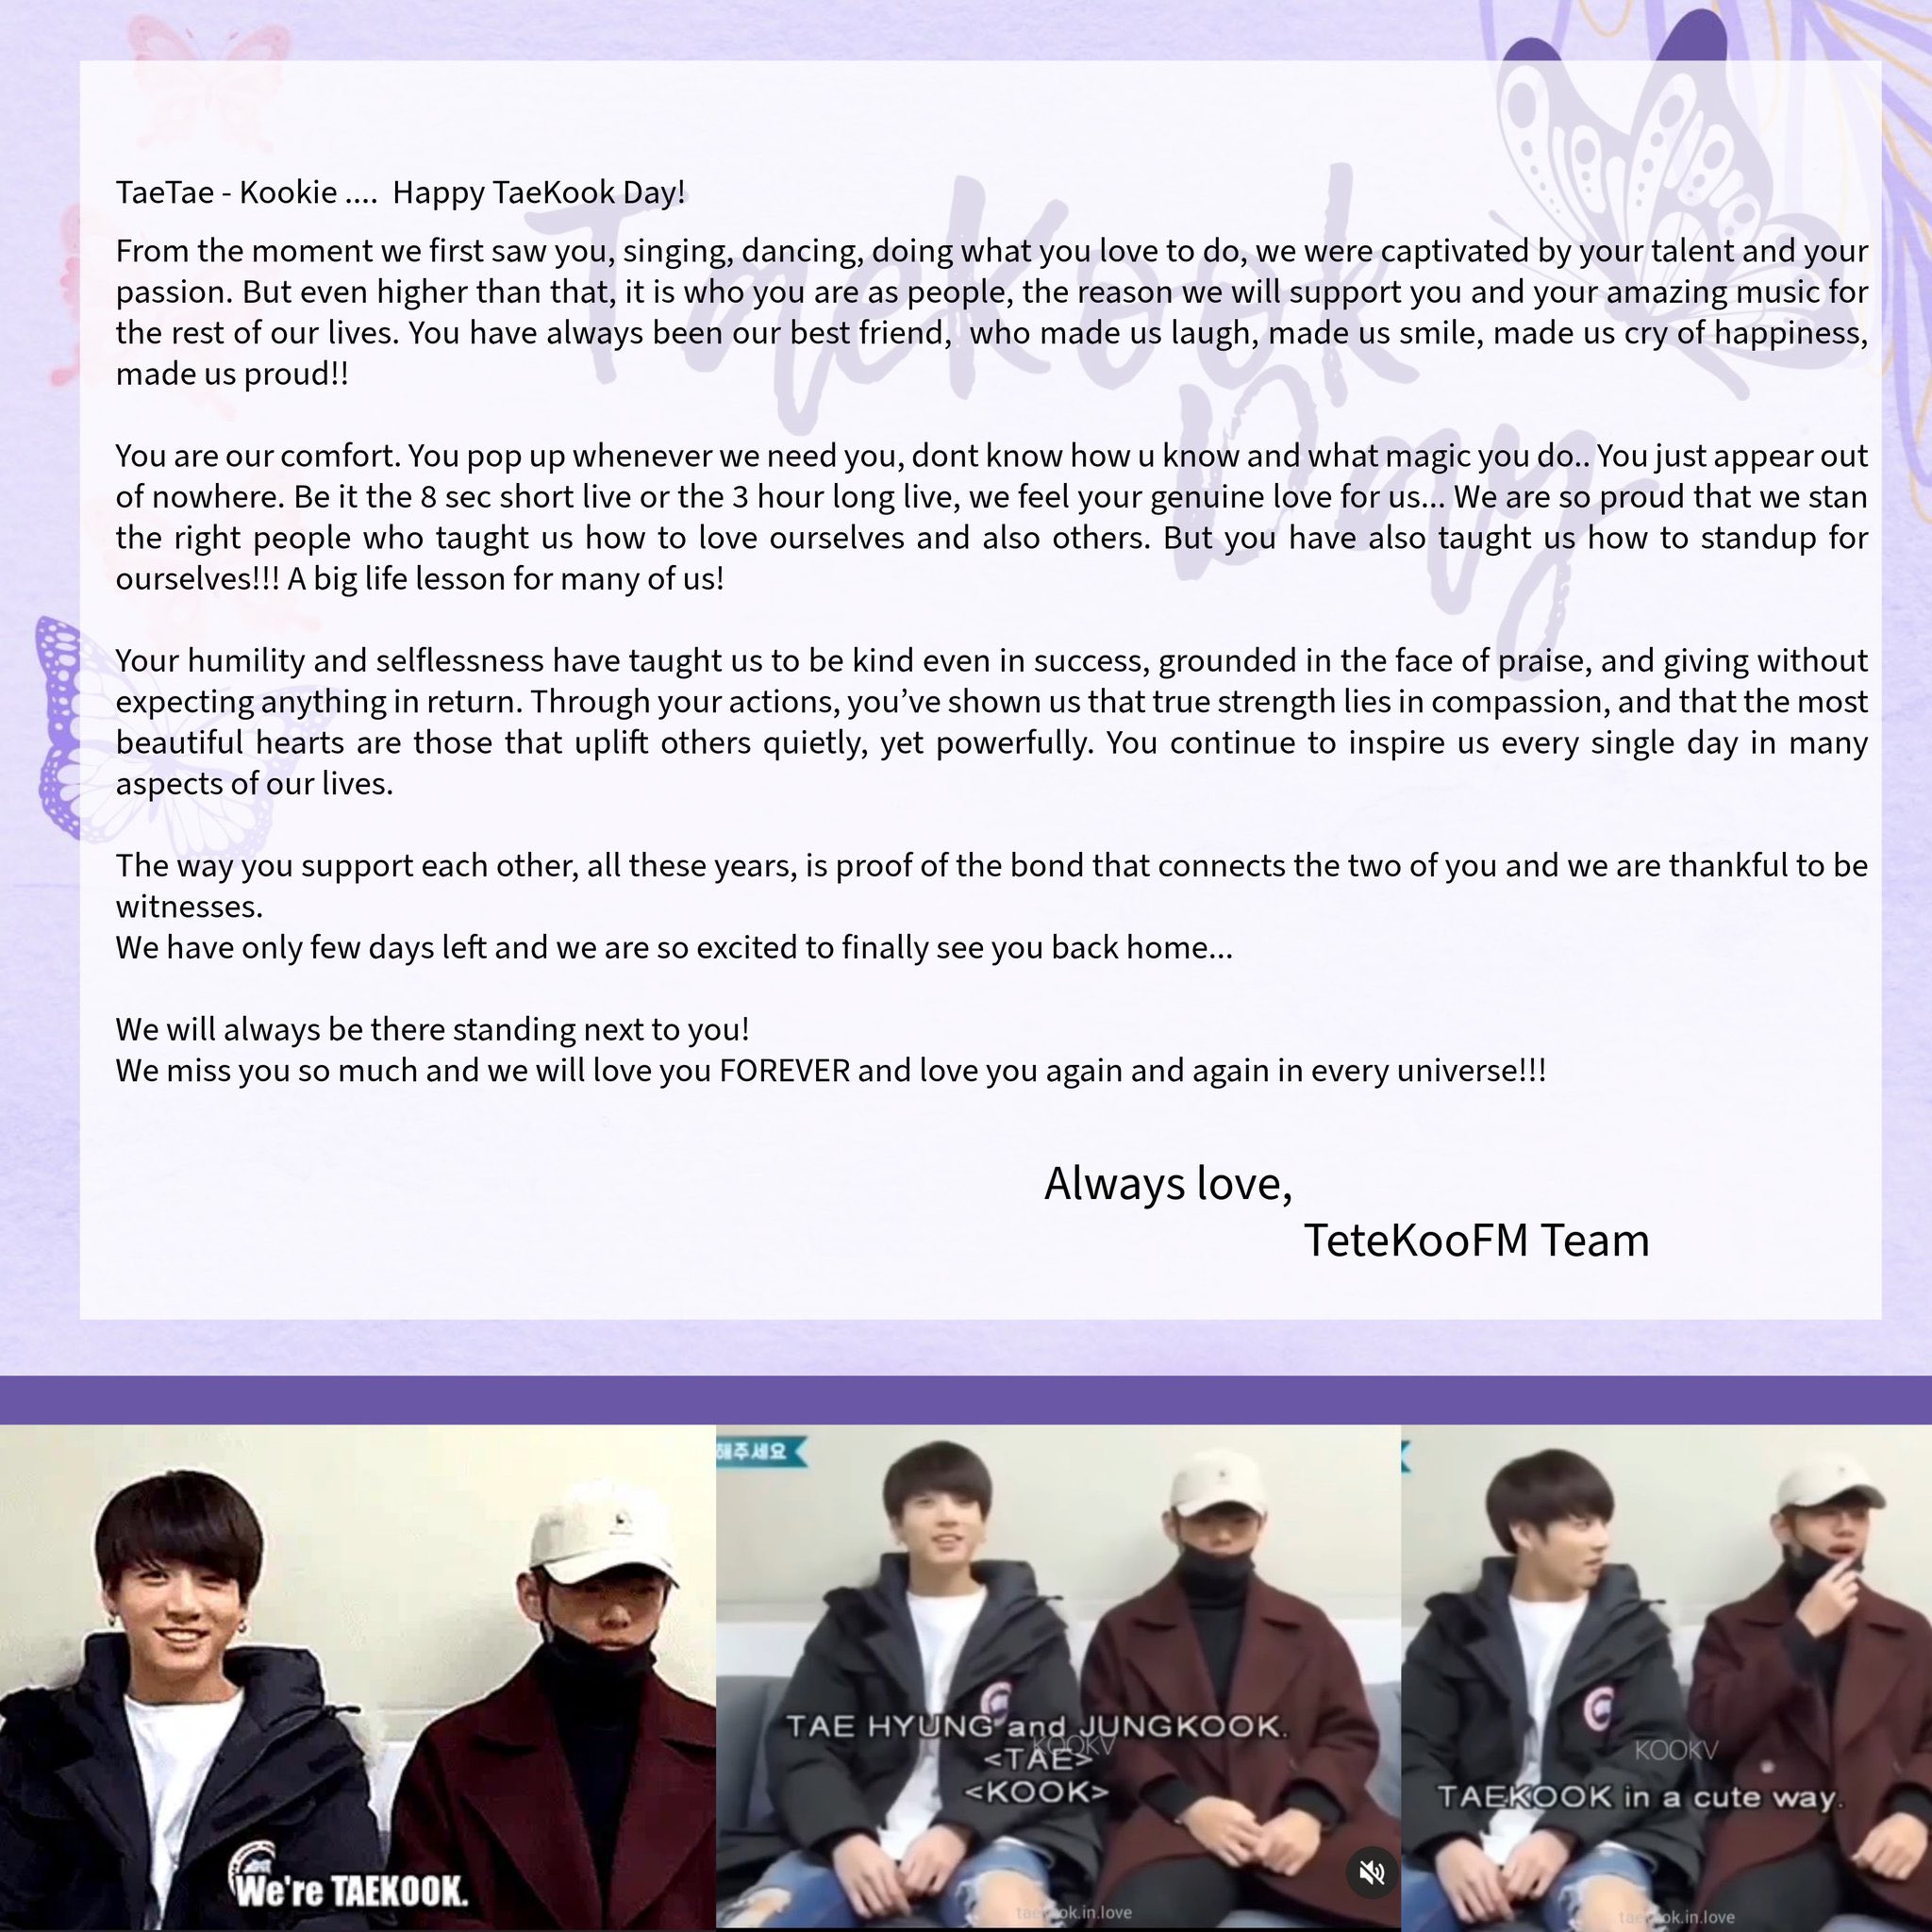 TaeKook
Day
TaeTae - Kookie .... Happy TaeKook Day!
From the moment we first saw you, singing, dancing, doing what you love to do, we were captivated by your talent and your
passion. But even higher than that, it is who you are as people, the reason we will support you and your amazing music for
the rest of our lives. You have always been our best friend, who made us laugh, made us smile, made us cry of happiness,
made us proud!!
You are our comfort. You pop up whenever we need you, dont know how u know and what magic you do.. You just appear out
of nowhere. Be it the 8 sec short live or the 3 hour long live, we feel your genuine love for us... We are so proud that we stan
the right people who taught us how to love ourselves and also others. But you have also taught us how to standup for
ourselves!!! A big life lesson for many of us!
Your humility and selflessness have taught us to be kind even in success, grounded in the face of praise, and giving without
expecting anything in return. Through your actions, you’ve shown us that true strength lies in compassion, and that the most
beautiful hearts are those that uplift others quietly, yet powerfully. You continue to inspire us every single day in many
aspects of our lives.
The way you support each other, all these years, is proof of the bond that connects the two of you and we are thankful to be
witnesses.
We have only few days left and we are so excited to finally see you back home...
We will always be there standing next to you!
We miss you so much and we will love you FOREVER and love you again and again in every universe!!!
Always love,
TeteKooFM Team
We're TAEKOOK.
해주세요
TAE HYUNG and JUNGKOOK.
KOOKV
<TAE>
<KOOK>
KOOKV
TAEKOOK in a cute way.